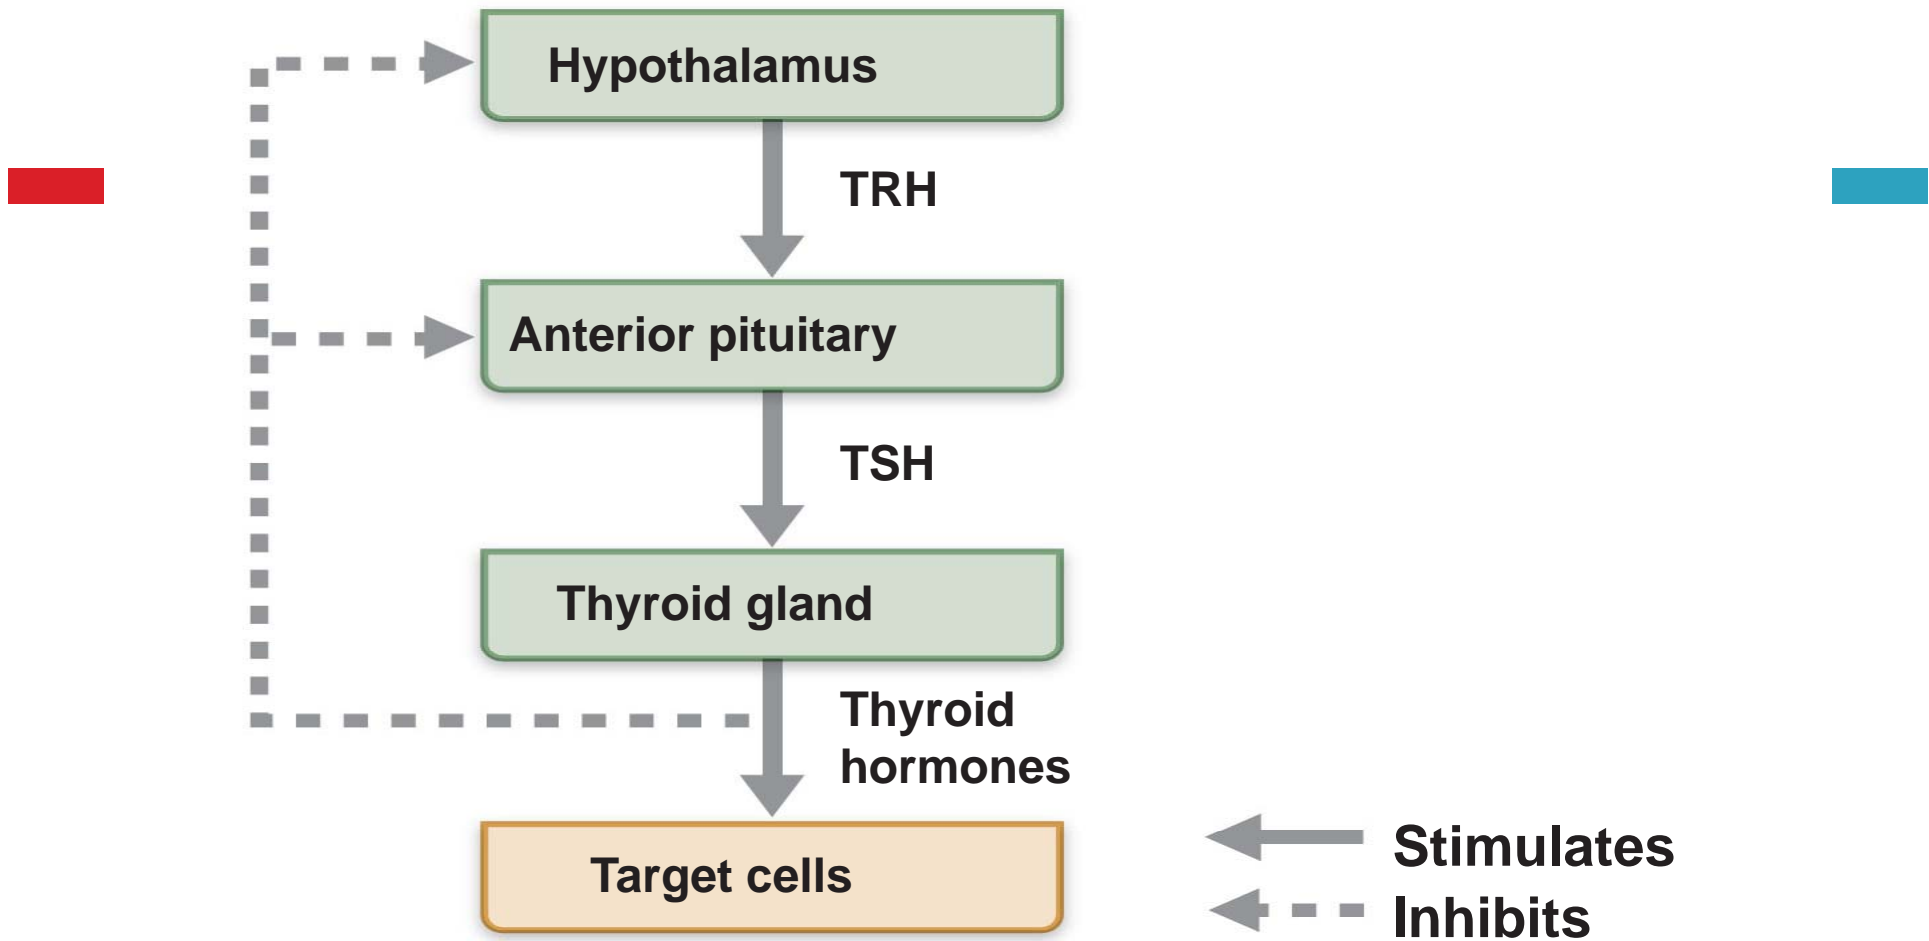 Hypothalamus
TRH
Anterior pituitary
TSH
Thyroid gland
Thyroid
hormones
Target cells
Stimulates
Inhibits